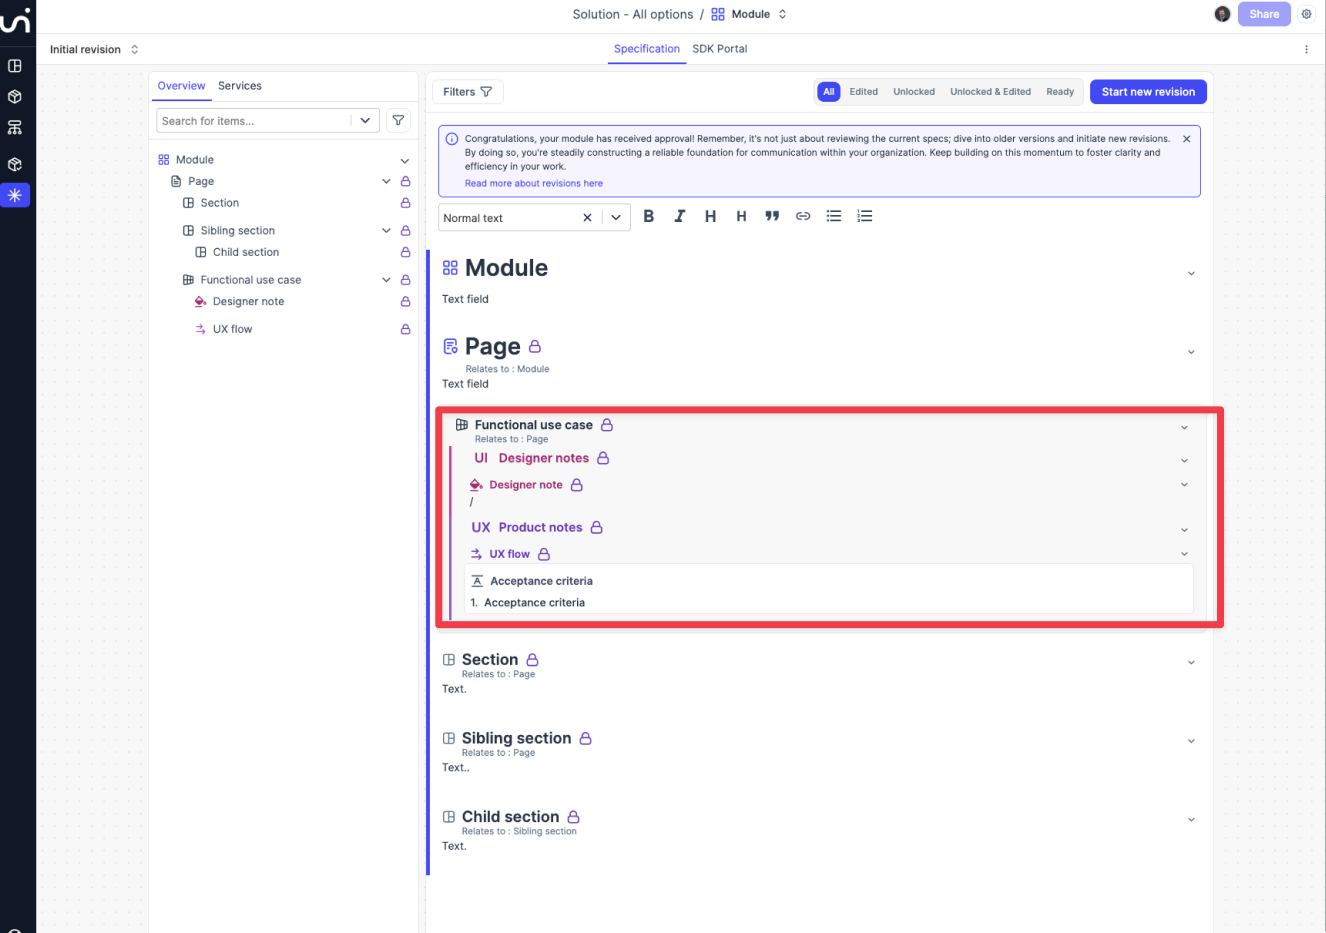 Solution - All options / Module
Share
Initial revision
Specification
SDK Portal
Overview
Services
Search for items...
Module
Page
Section
Sibling section
Child section
Functional use case
Designer note
UX flow
Filters
All
Edited
Unlocked
Unlocked & Edited
Ready
Start new revision
Congratulations, your module has received approval! Remember, it's not just about reviewing the current specs; dive into older versions and initiate new revisions.
By doing so, you're steadily constructing a reliable foundation for communication within your organization. Keep building on this momentum to foster clarity and
efficiency in your work.
Read more about revisions here
Normal text
B I H H
Module
Text field
Page
Relates to : Module
Text field
Functional use case
Relates to : Page
UI Designer notes
Designer note
/
UX Product notes
UX flow
Acceptance criteria
1. Acceptance criteria
Section
Relates to : Page
Text.
Sibling section
Relates to : Page
Text..
Child section
Relates to : Sibling section
Text.